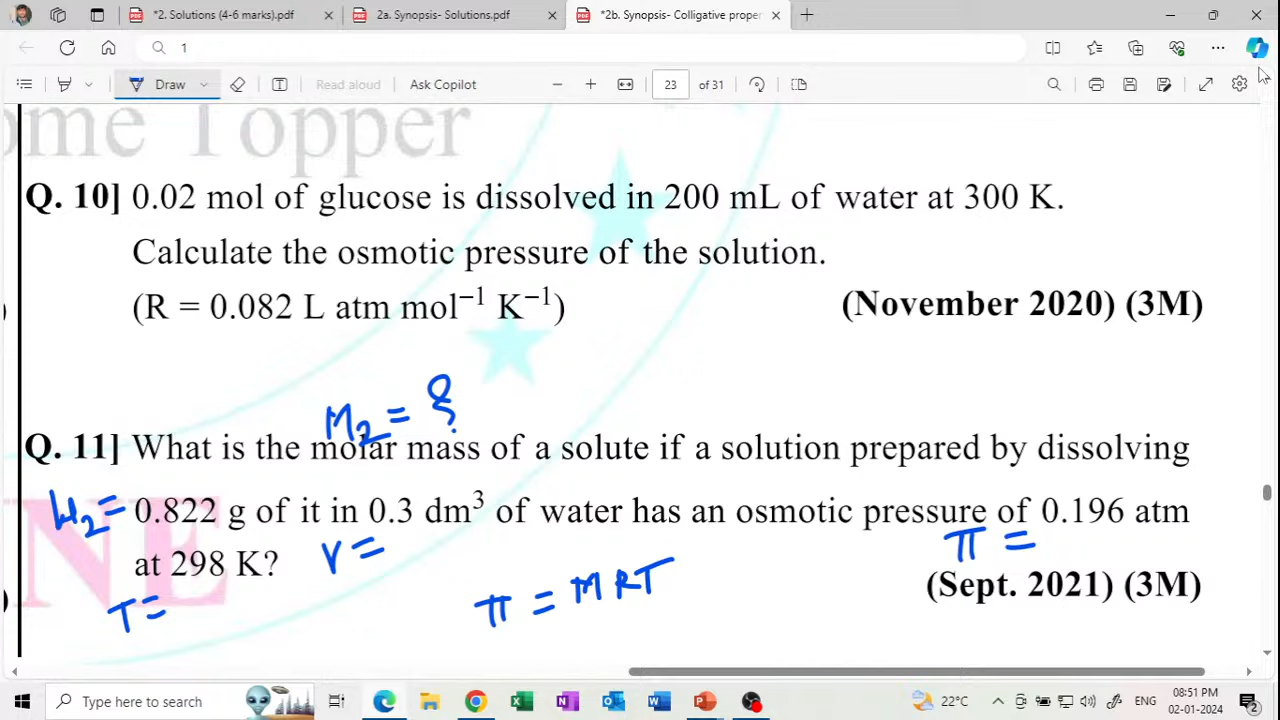 *2. Solutions (4-6 marks).pdf
2a. Synopsis- Solutions.pdf
*2b. Synopsis- Colligative proper
1
Draw
Read aloud
Ask Copilot
23 of 31
ome Topper
Q. 10] 0.02 mol of glucose is dissolved in 200 mL of water at 300 K.
Calculate the osmotic pressure of the solution.
(R = 0.082 L atm mol⁻¹ K⁻¹)
(November 2020) (3M)
M₂ = ?
Q. 11] What is the molar mass of a solute if a solution prepared by dissolving
W₂ = 0.822 g of it in 0.3 dm³ of water has an osmotic pressure of 0.196 atm
V =
π =
at 298 K?
T =
π = MRT
(Sept. 2021) (3M)
NE
Type here to search
22°C
ENG
08:51 PM
02-01-2024
2